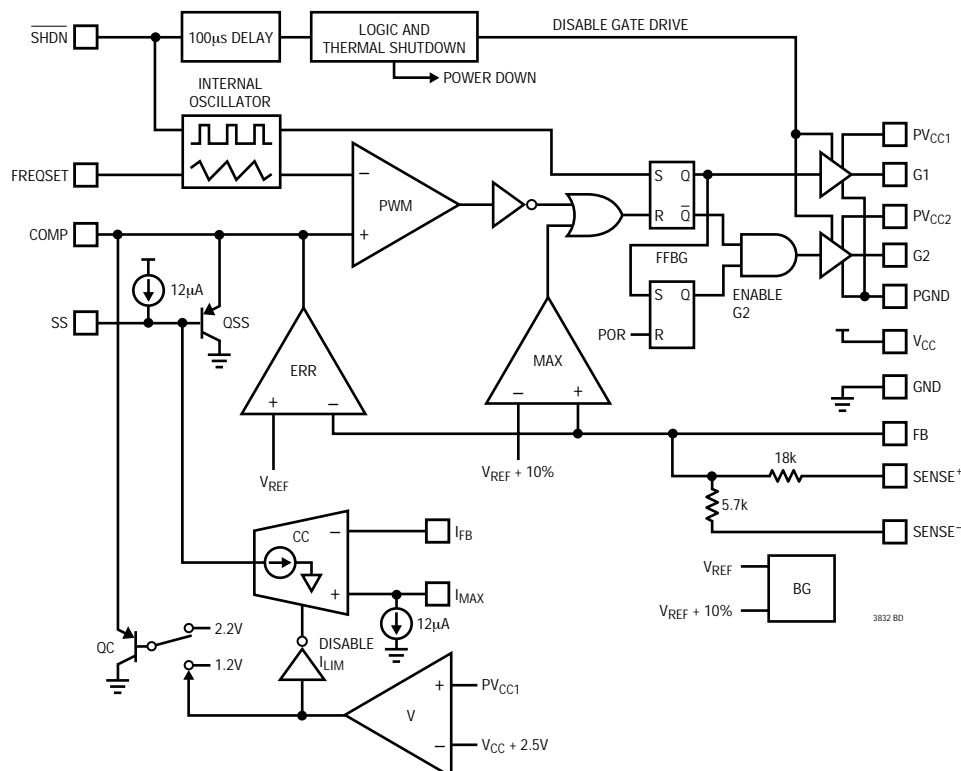 SHDN
100μs DELAY
LOGIC AND
THERMAL SHUTDOWN
DISABLE GATE DRIVE
POWER DOWN
INTERNAL
OSCILLATOR
PVCC1
FREQSET
G1
− 
PWM
+
S Q
R Q̅
FFBG
COMP
PVCC2
G2
12μA
S Q
R
ENABLE
G2
PGND
SS
QSS
POR
VCC
ERR
+ −
MAX
− +
GND
FB
VREF
VREF + 10%
18k
SENSE+
5.7k
SENSE−
CC
−
+
IFB
IMAX
12μA
VREF
VREF + 10%
BG
3832 BD
QC
2.2V
1.2V
DISABLE
ILIM
V
+
−
PVCC1
VCC + 2.5V